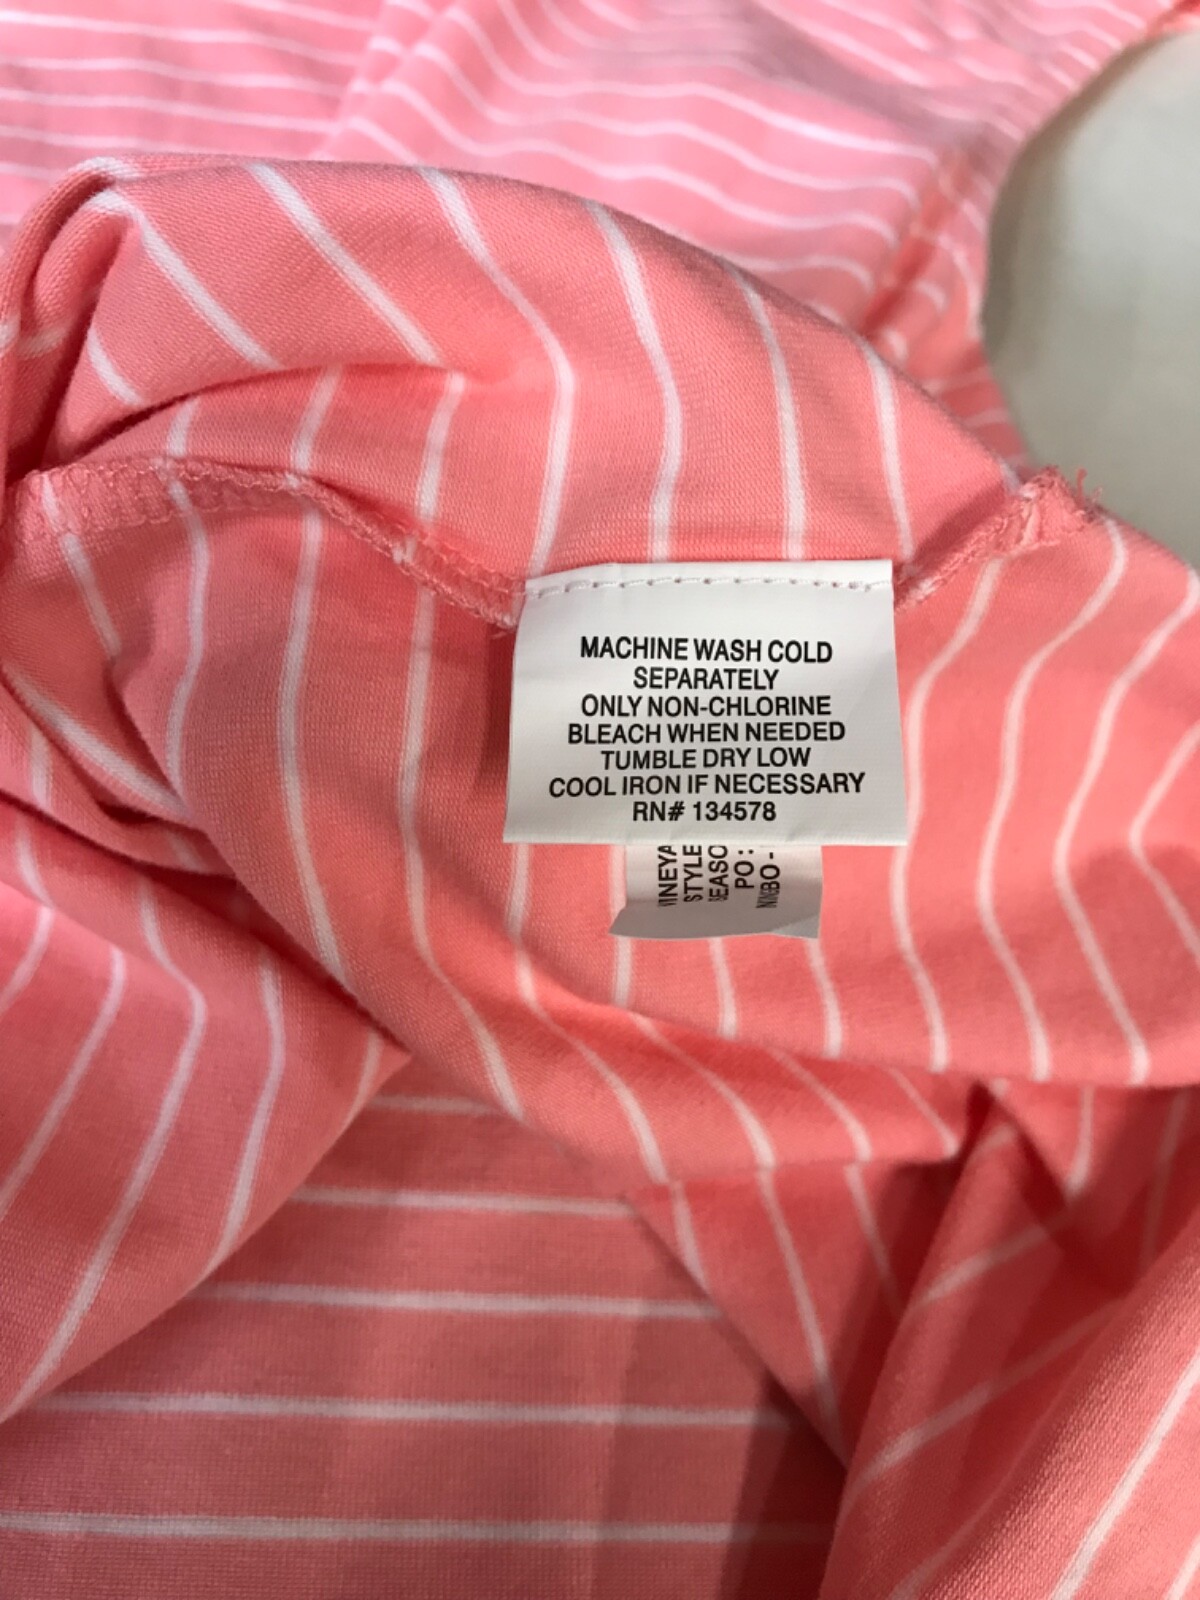 MACHINE WASH COLD
SEPARATELY
ONLY NON-CHLORINE
BLEACH WHEN NEEDED
TUMBLE DRY LOW
COOL IRON IF NECESSARY
RN# 134578
STYLE
PO: